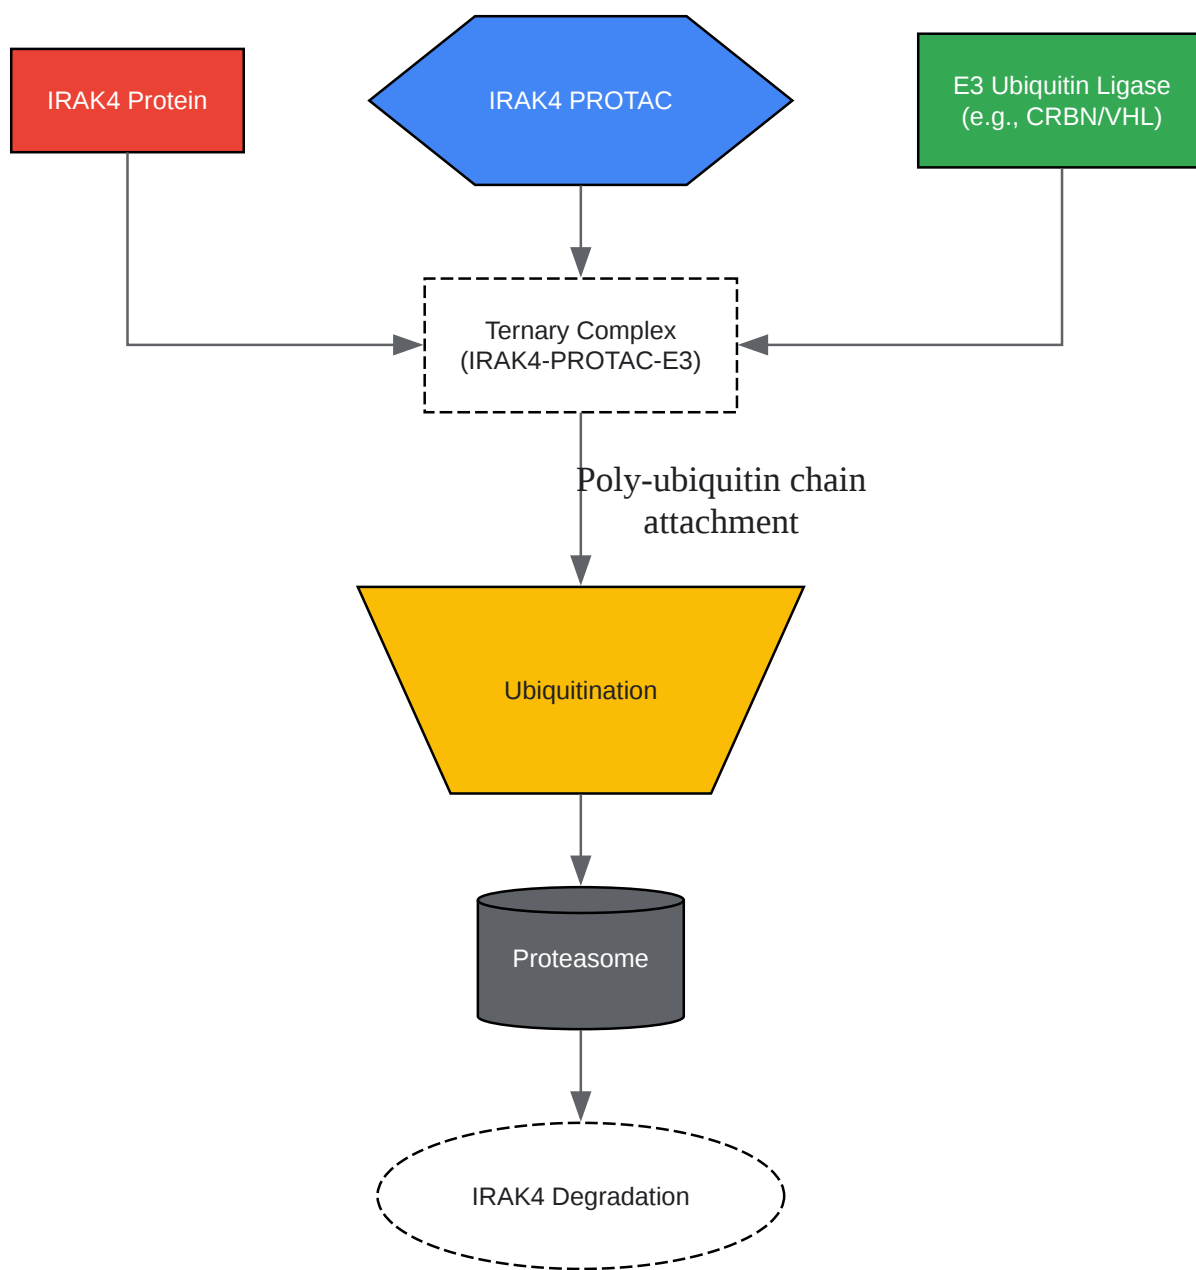 IRAK4 Protein
IRAK4 PROTAC
E3 Ubiquitin Ligase
(e.g., CRBN/VHL)
Ternary Complex
(IRAK4-PROTAC-E3)
Poly-ubiquitin chain
attachment
Ubiquitination
Proteasome
IRAK4 Degradation